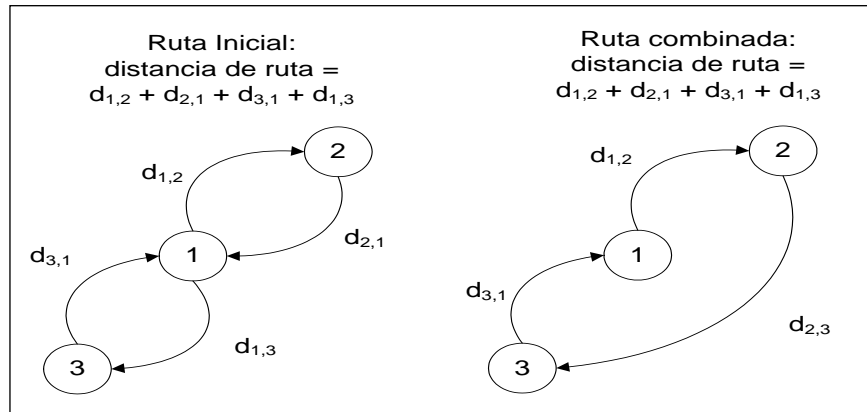 Ruta Inicial:
distancia de ruta =
d1,2 + d2,1 + d3,1 + d1,3
2
d1,2
d2,1
1
d3,1
d1,3
3
Ruta combinada:
distancia de ruta =
d1,2 + d2,1 + d3,1 + d1,3
2
d1,2
1
d3,1
d2,3
3